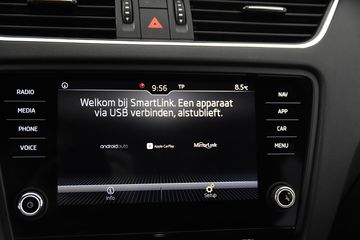 9:56 TP 8.5°C
RADIO
MEDIA
PHONE
VOICE
Welkom bij SmartLink. Een apparaat
via USB verbinden, alstublieft.
androidauto Apple CarPlay MirrorLink
Info Setup
NAV
APP
CAR
MENU